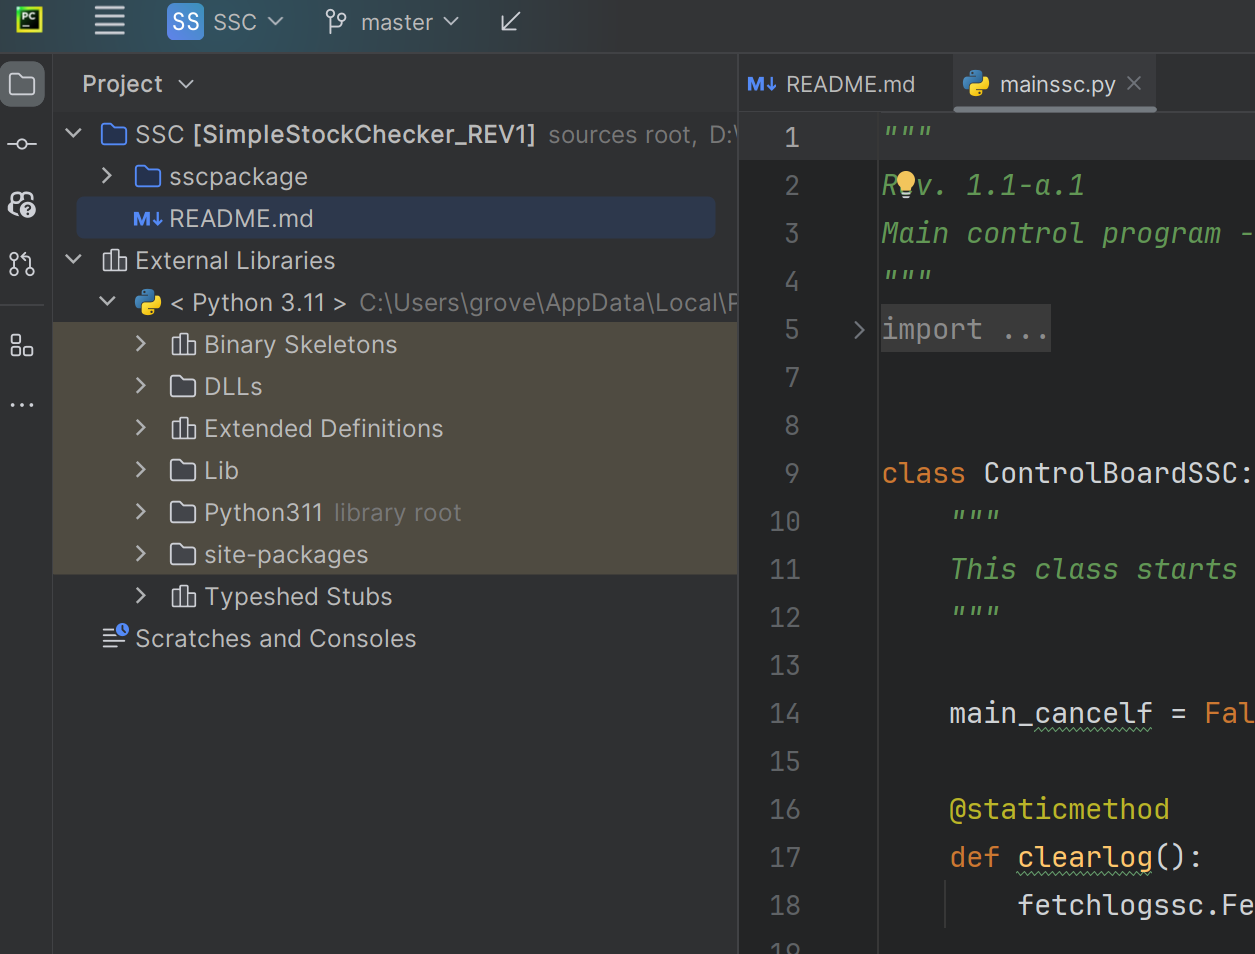 PC
SS SSC master
Project
SSC [SimpleStockChecker_REV1] sources root, D:\
sscpackage
M↓ README.md
External Libraries
< Python 3.11 > C:\Users\grove\AppData\Local\P
Binary Skeletons
DLLs
Extended Definitions
Lib
Python311 library root
site-packages
Typeshed Stubs
Scratches and Consoles
M↓ README.md mainssc.py
1 """
2 Rev. 1.1-a.1
3 Main control program -
4 """
5 import ...
7
8
9 class ControlBoardSSC:
10 """
11 This class starts
12 """
13
14 main_cancelf = Fal
15
16 @staticmethod
17 def clearlog():
18 fetchlogssc.Fe
19